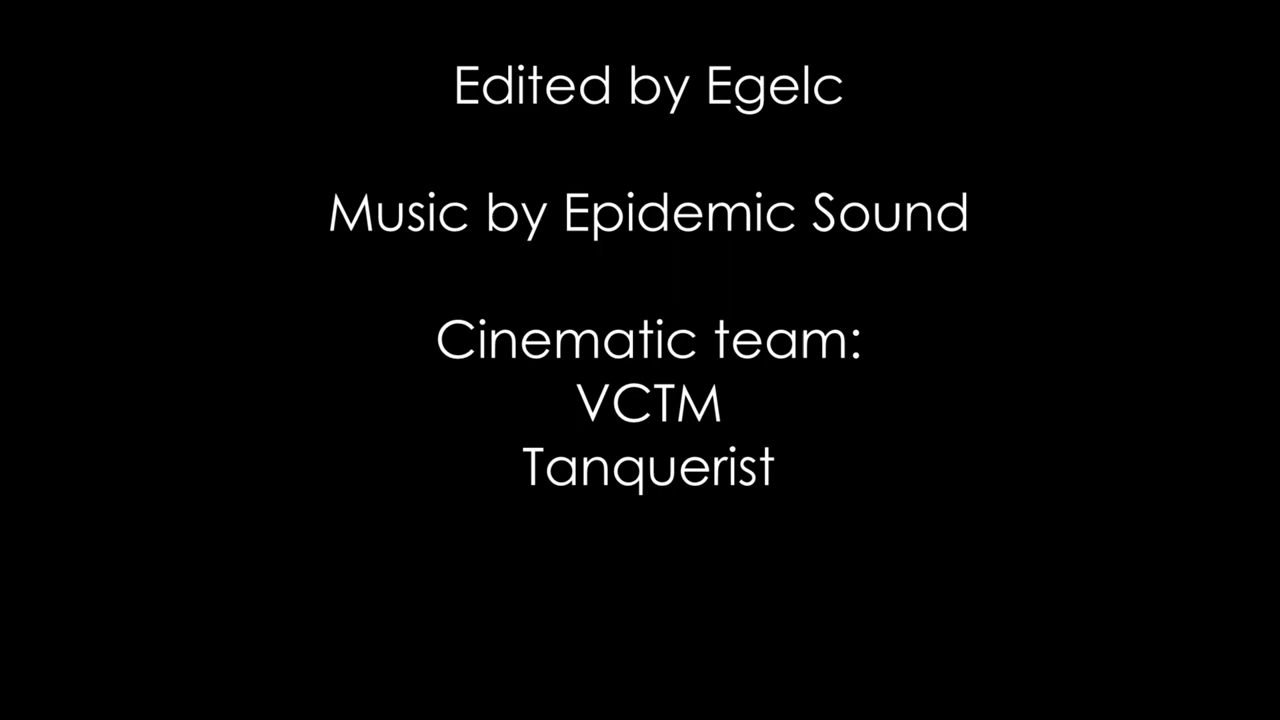 Edited by Egelc
Music by Epidemic Sound
Cinematic team:
VCTM
Tanquerist